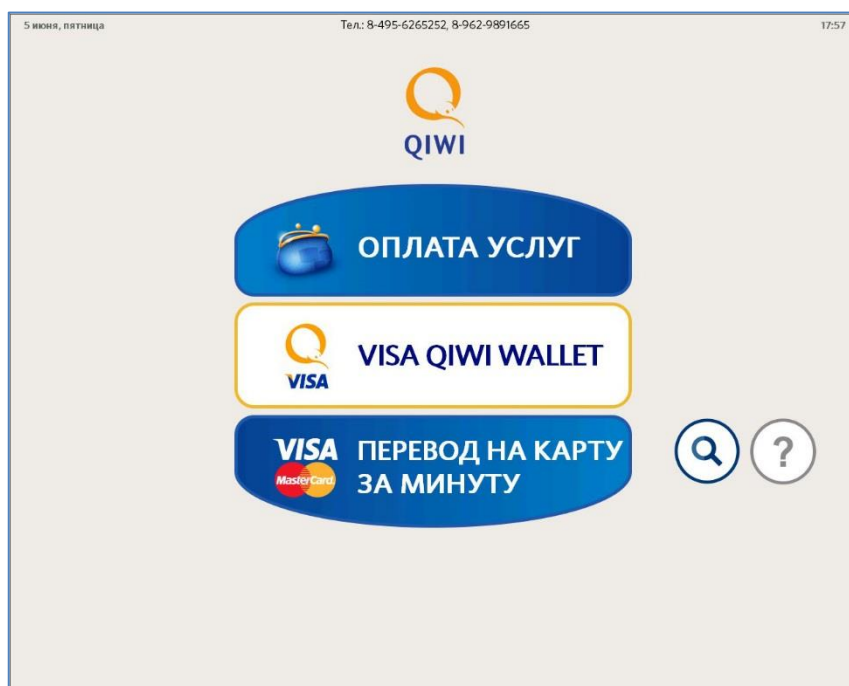 5 июня, пятница
Тел.: 8-495-6265252, 8-962-9891665
17:57
QIWI
ОПЛАТА УСЛУГ
VISA
VISA QIWI WALLET
VISA
MasterCard
ПЕРЕВОД НА КАРТУ
ЗА МИНУТУ
?